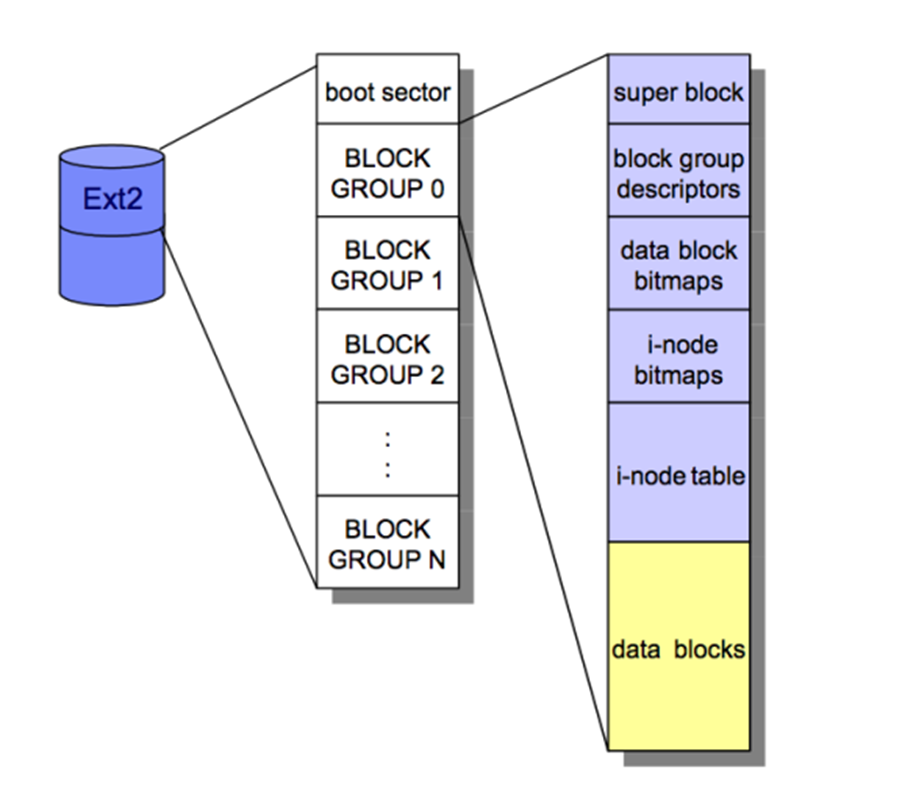 Ext2
boot sector
BLOCK
GROUP 0
BLOCK
GROUP 1
BLOCK
GROUP 2
:
:
BLOCK
GROUP N
super block
block group
descriptors
data block
bitmaps
i-node
bitmaps
i-node table
data blocks